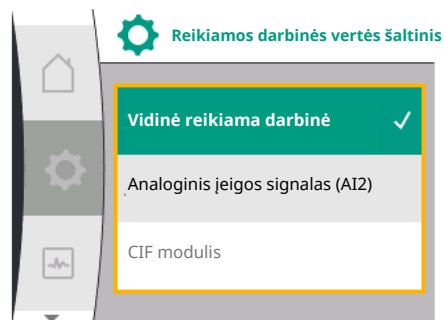 Reikiamos darbinės vertės šaltinis
Vidinė reikiama darbinė
Analoginis įeigos signalas (AI2)
CIF modulis